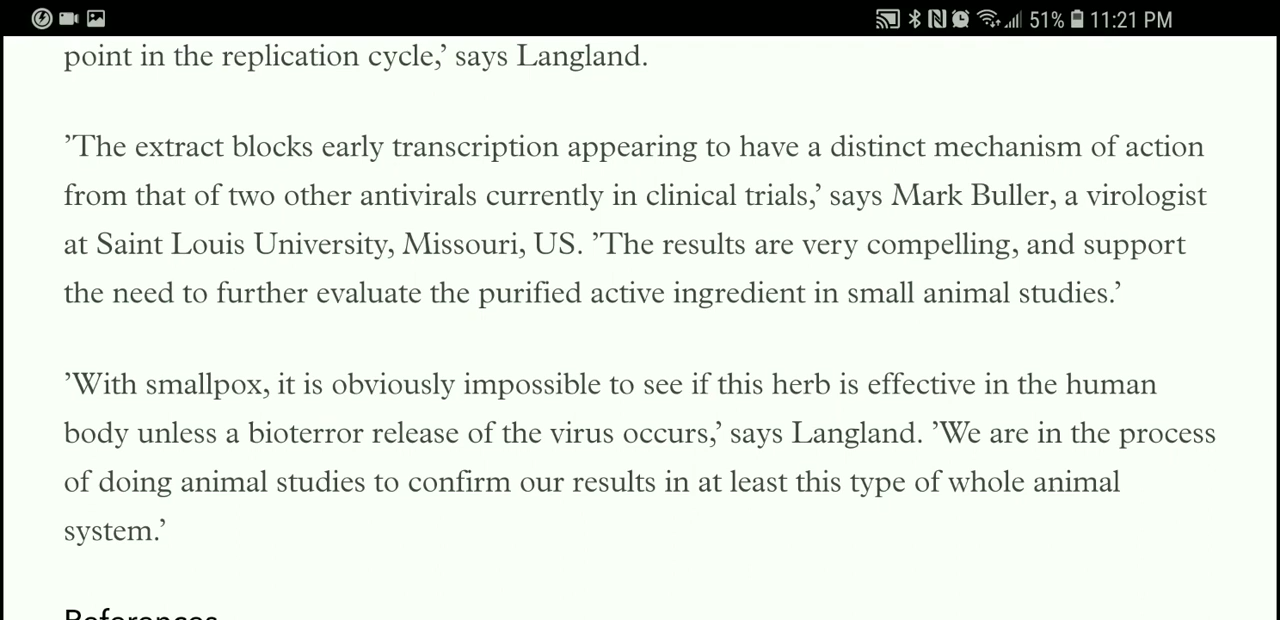 51% 11:21 PM
point in the replication cycle,’ says Langland.
’The extract blocks early transcription appearing to have a distinct mechanism of action
from that of two other antivirals currently in clinical trials,’ says Mark Buller, a virologist
at Saint Louis University, Missouri, US. ’The results are very compelling, and support
the need to further evaluate the purified active ingredient in small animal studies.’
’With smallpox, it is obviously impossible to see if this herb is effective in the human
body unless a bioterror release of the virus occurs,’ says Langland. ’We are in the process
of doing animal studies to confirm our results in at least this type of whole animal
system.’
References